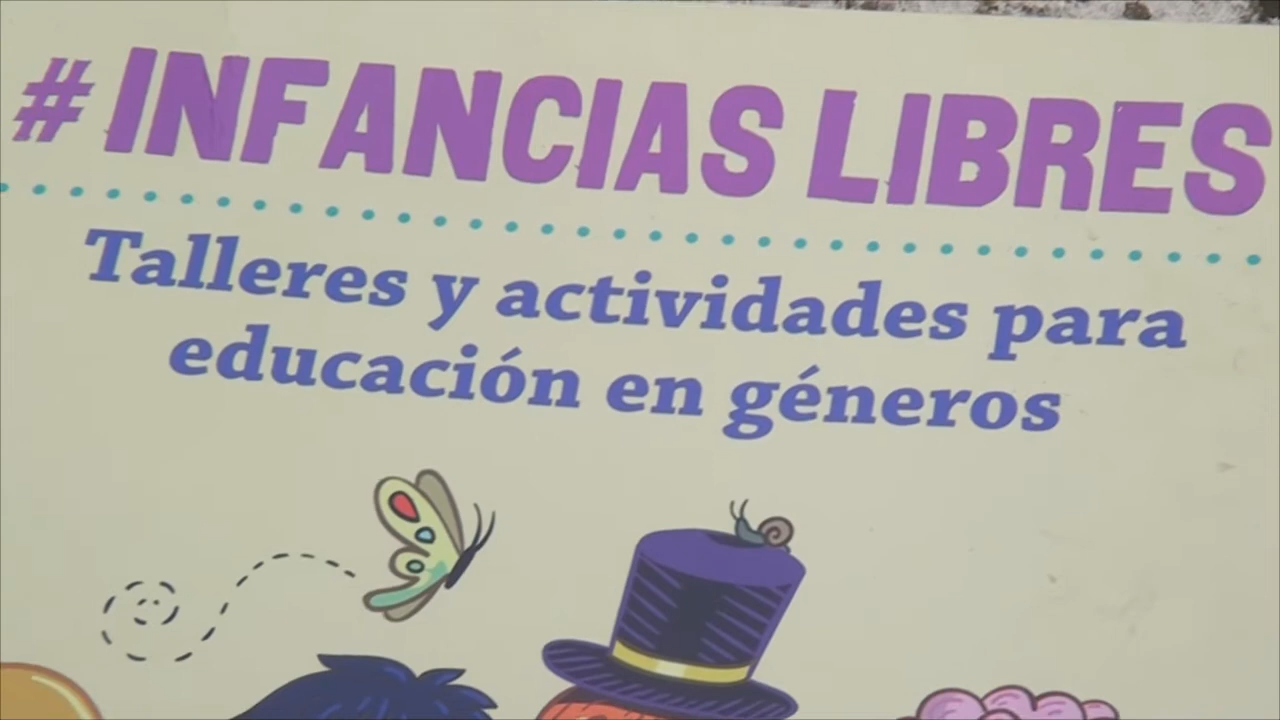 # INFANCIAS LIBRES
Talleres y actividades para
educación en géneros